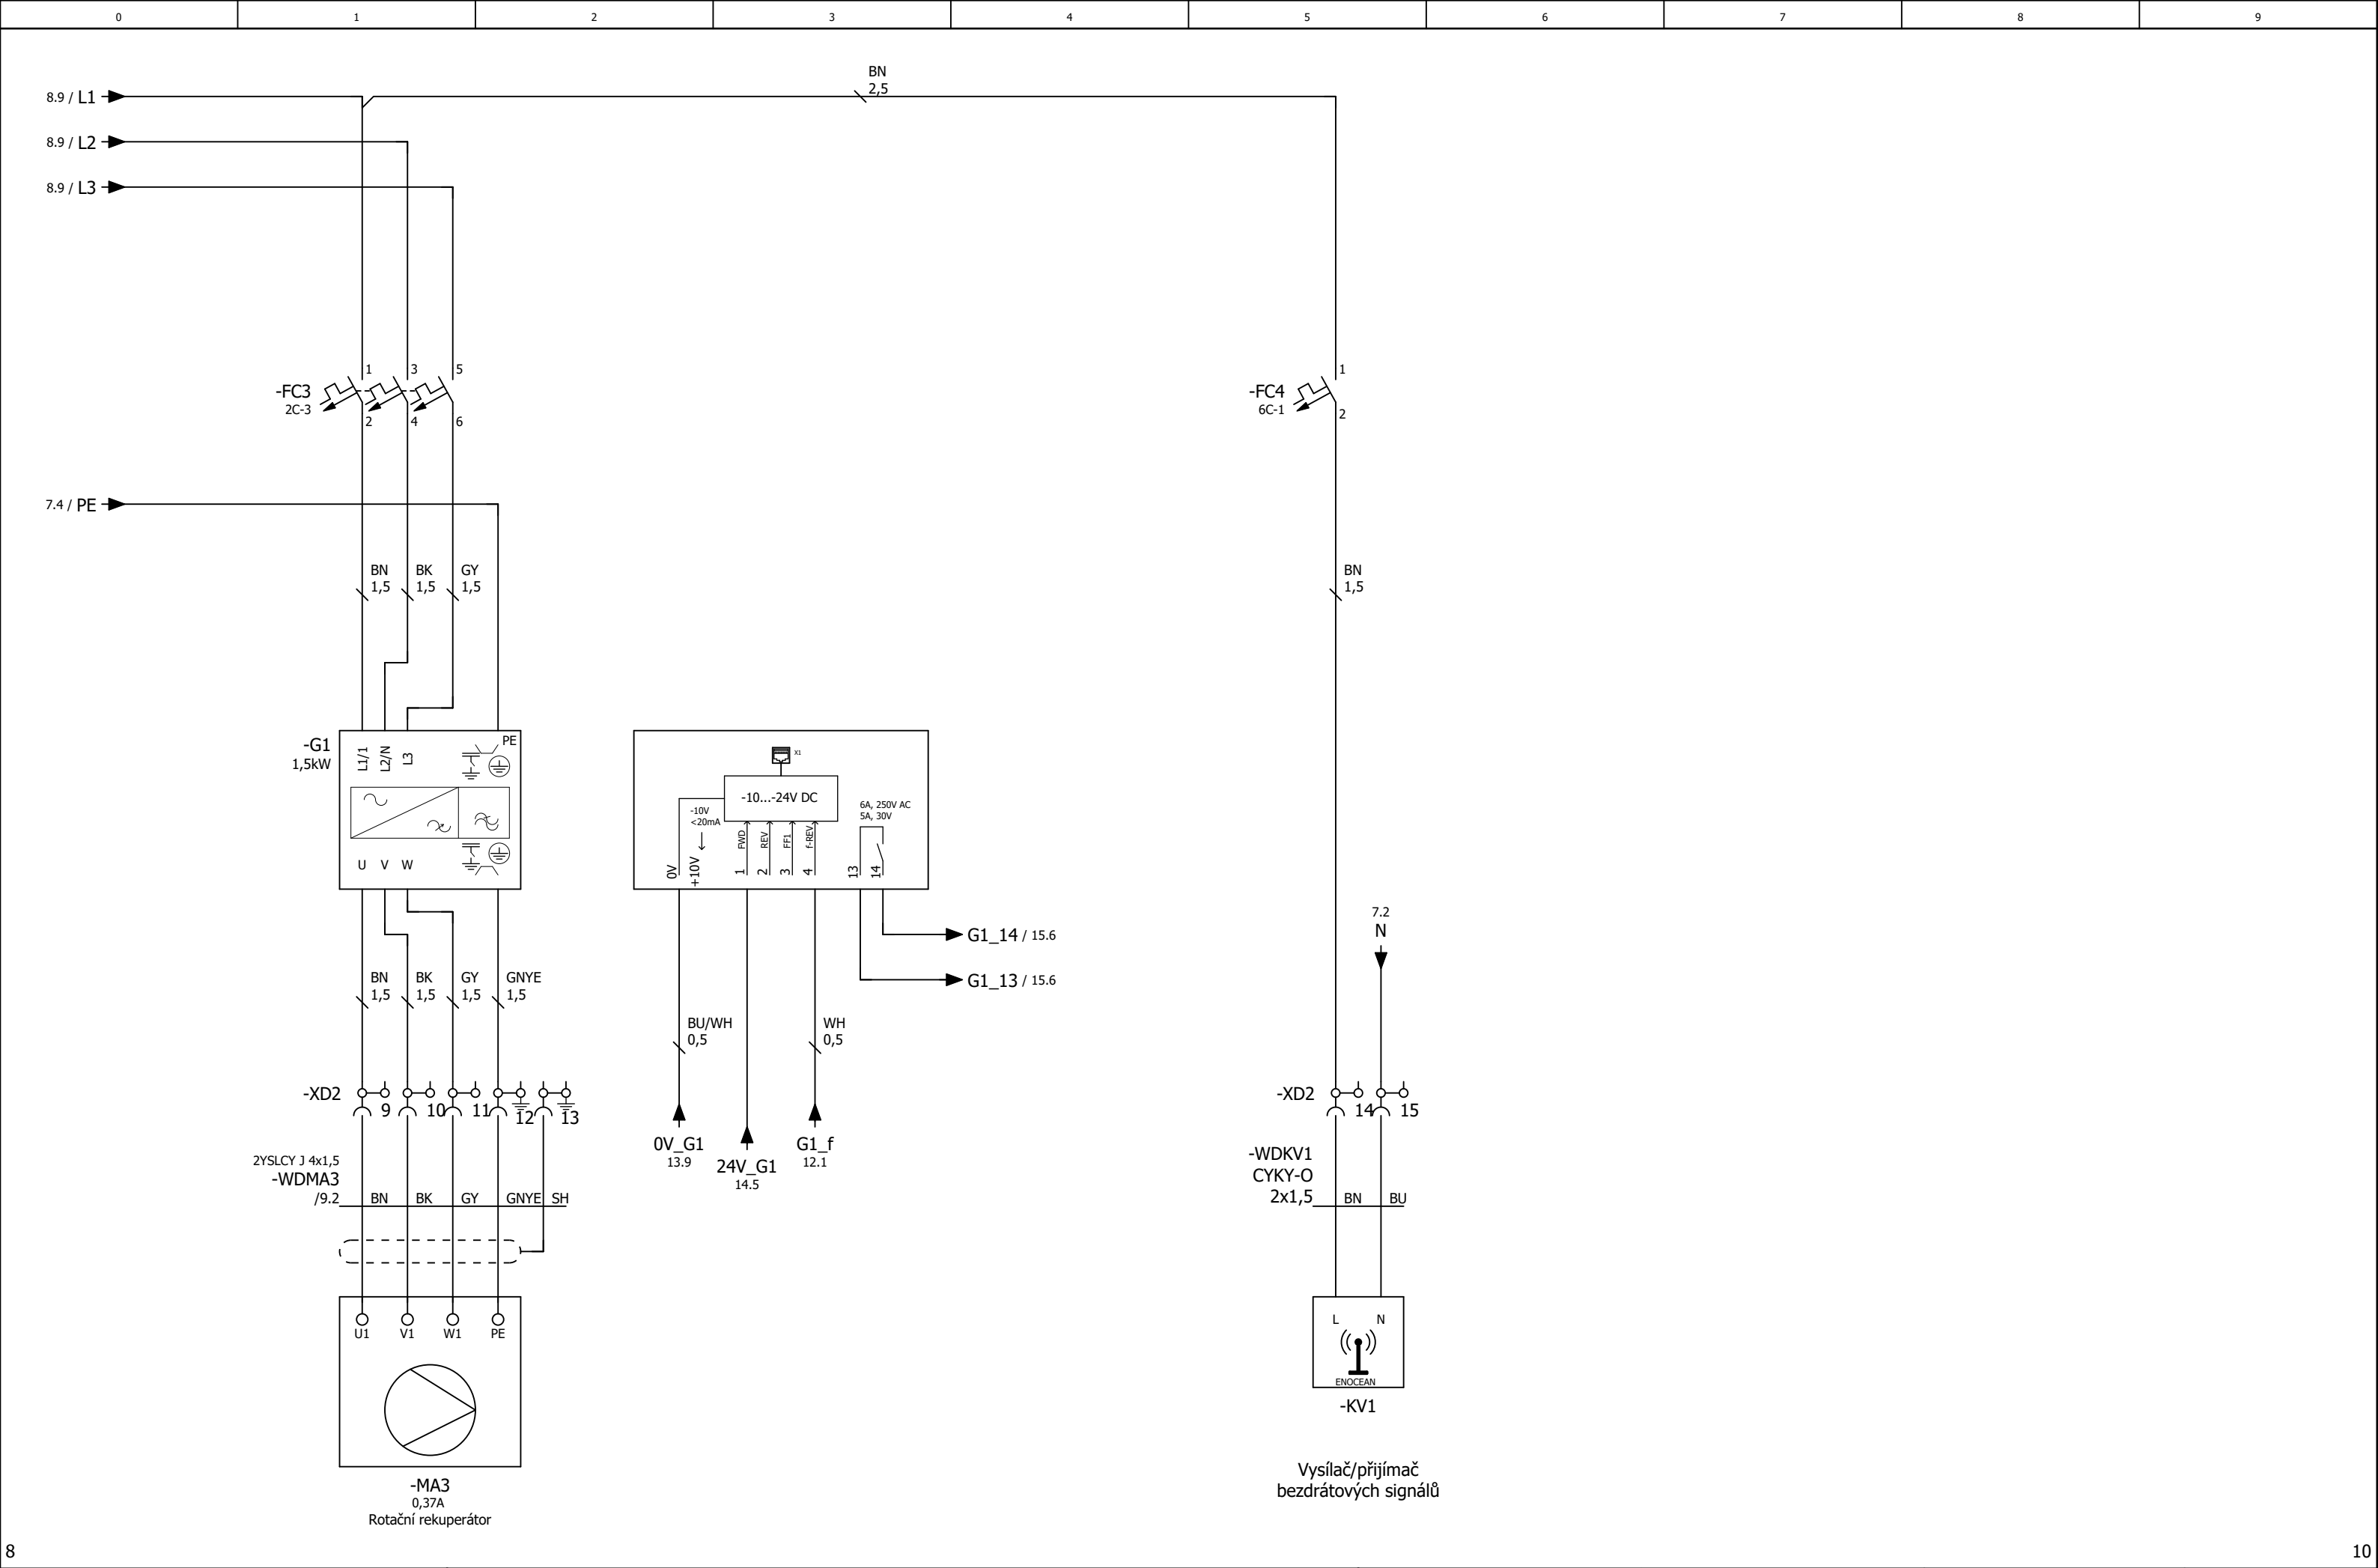 0 1 2 3 4 5 6 7 8 9
BN
2,5
8.9 / L1
8.9 / L2
8.9 / L3
1 3 5
-FC3
2C-3
2 4 6
1
-FC4
6C-1
2
7.4 / PE
BN BK GY
1,5 1,5 1,5
BN
1,5
-G1
1,5kW
L1/1 L2/N L3 PE
U V W
X1
-10...-24V DC
-10V
<20mA
6A, 250V AC
5A, 30V
FWD REV FF1 f-REV
0V +10V 1 2 3 4 13 14
G1_14 / 15.6
G1_13 / 15.6
7.2
N
BN BK GY GNYE
1,5 1,5 1,5 1,5
BU/WH
0,5
WH
0,5
-XD2 9 10 11 12 13
0V_G1
13.9
24V_G1
14.5
G1_f
12.1
-XD2 14 15
2YSLCY J 4x1,5
-WDMA3
/9.2 BN BK GY GNYE SH
-WDKV1
CYKY-O
2x1,5 BN BU
U1 V1 W1 PE
L N
ENOCEAN
-KV1
-MA3
0,37A
Rotační rekuperátor
Vysílač/přijímač
bezdrátových signálů
8
10